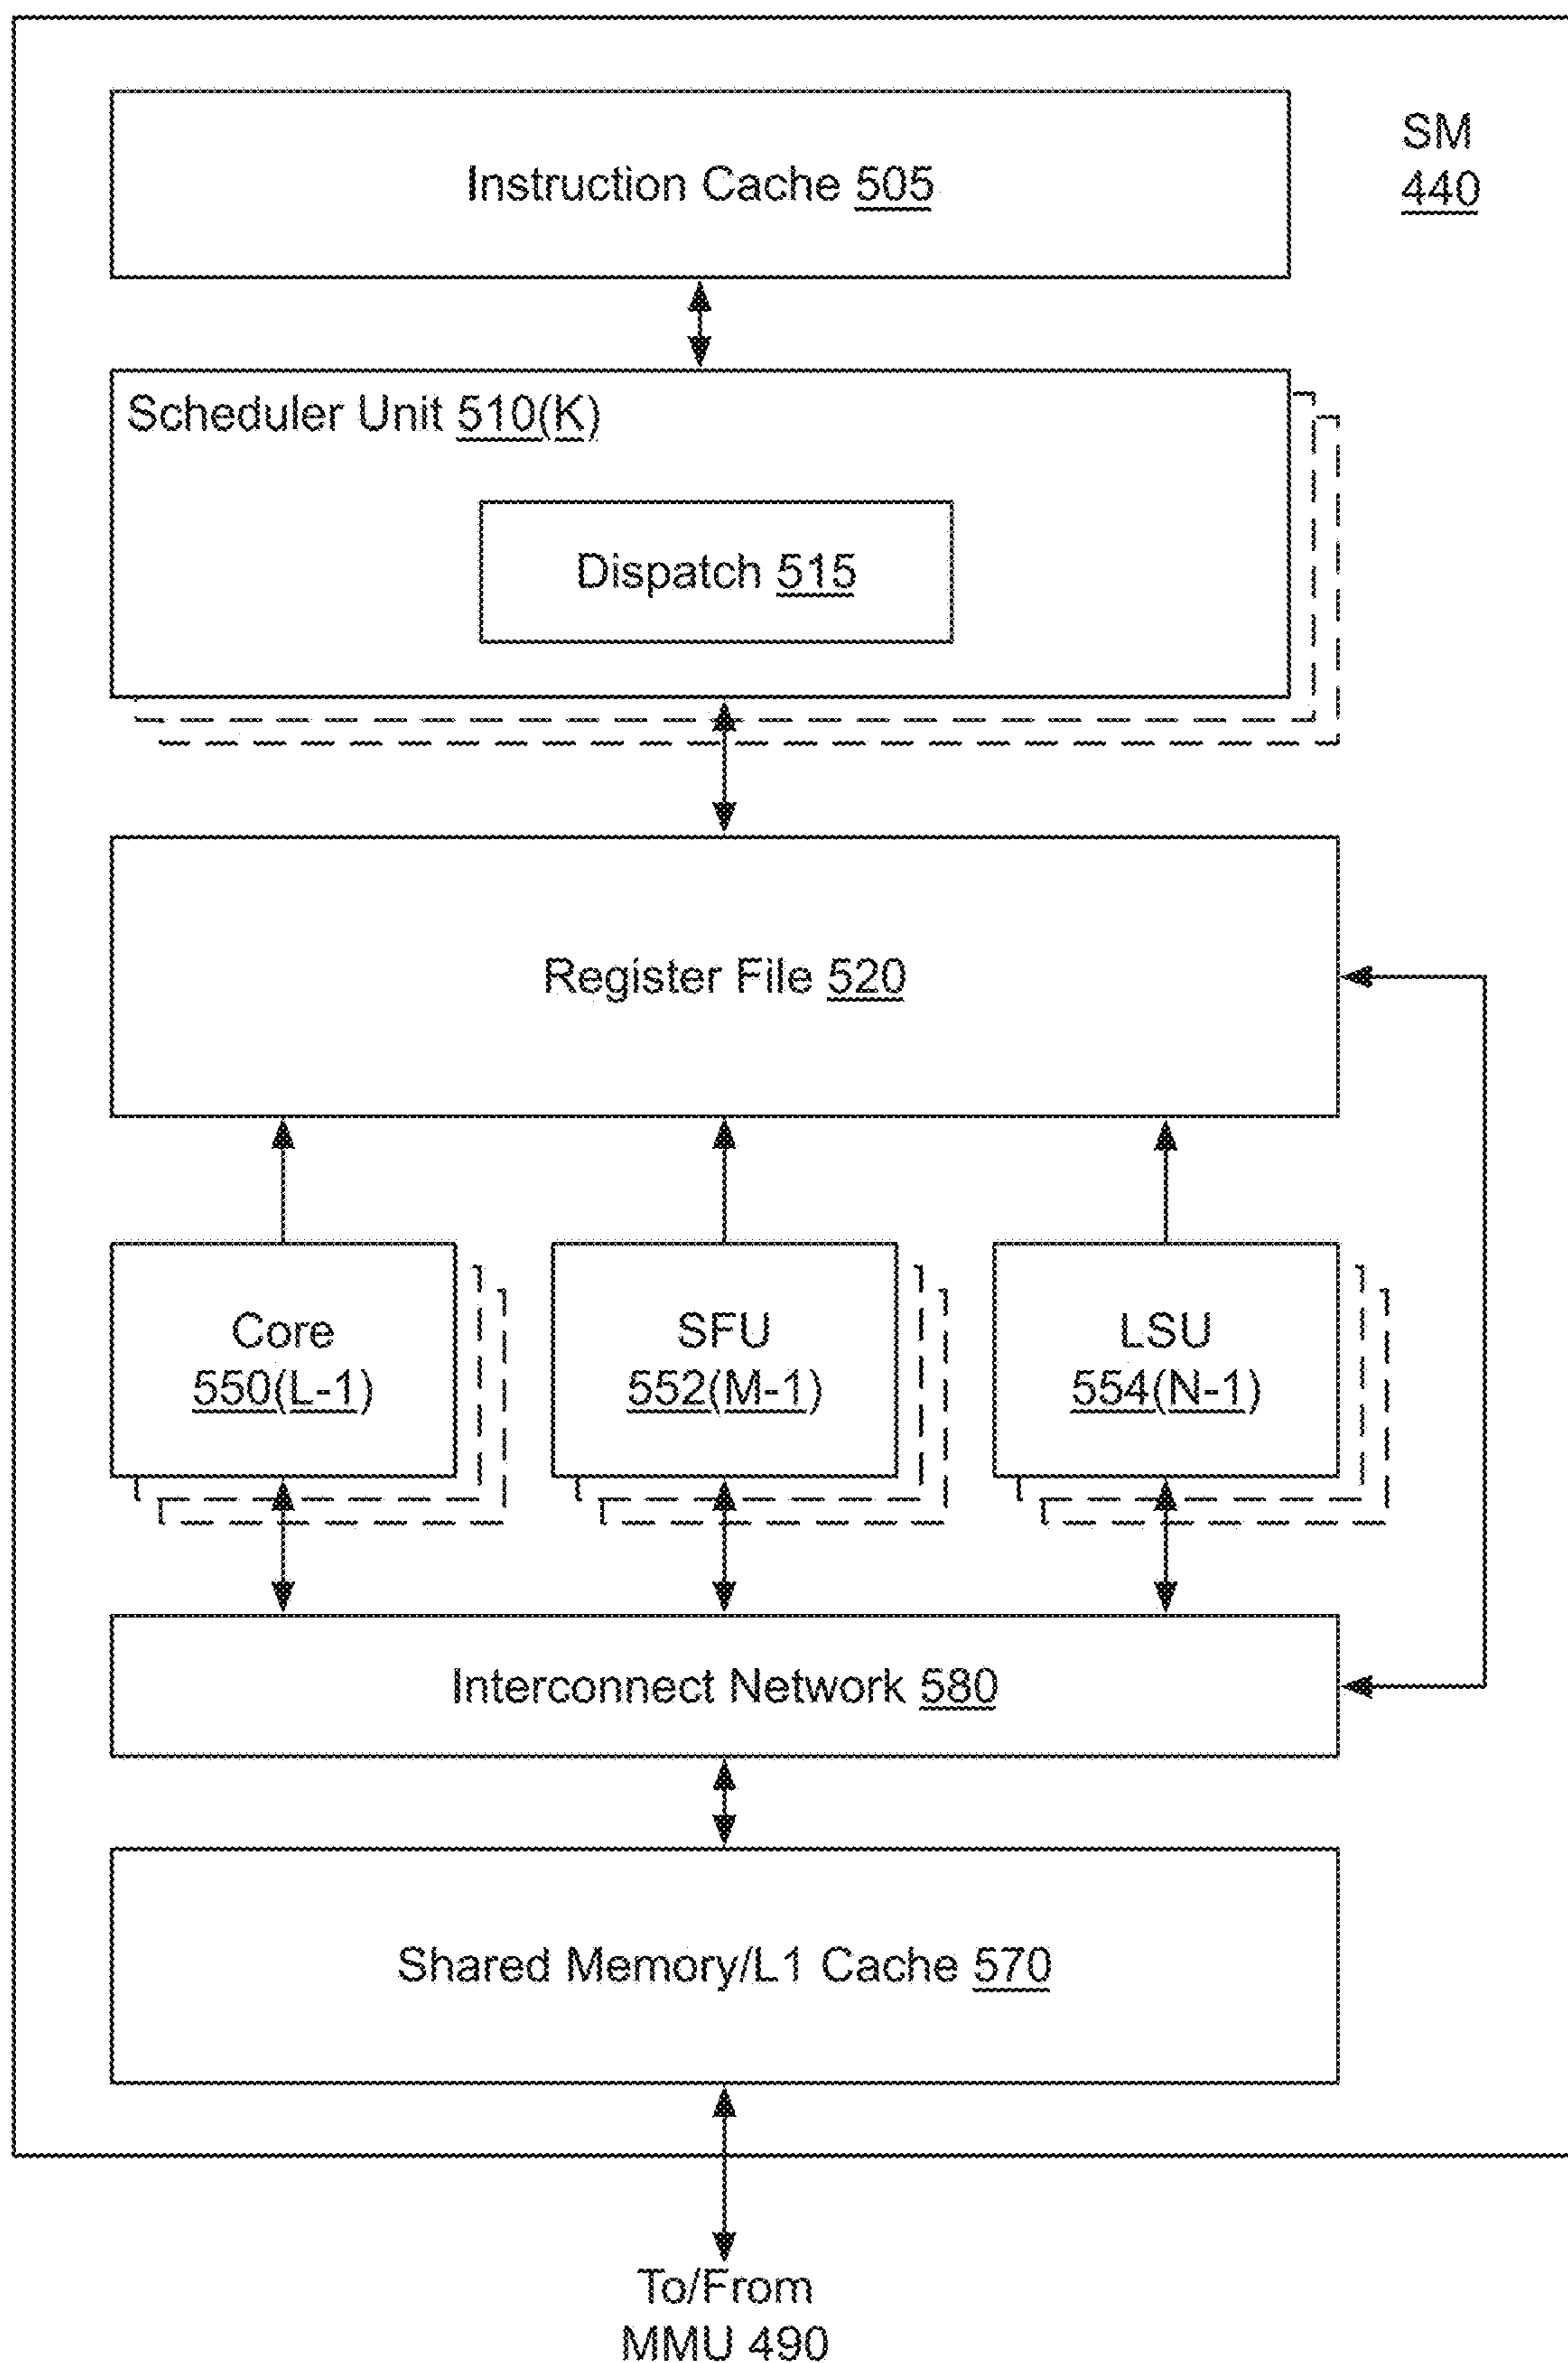 SM
440
Instruction Cache 505
Scheduler Unit 510(K)
Dispatch 515
Register File 520
Core
550(L-1)
SFU
552(M-1)
LSU
554(N-1)
Interconnect Network 580
Shared Memory/L1 Cache 570
To/From
MMU 490